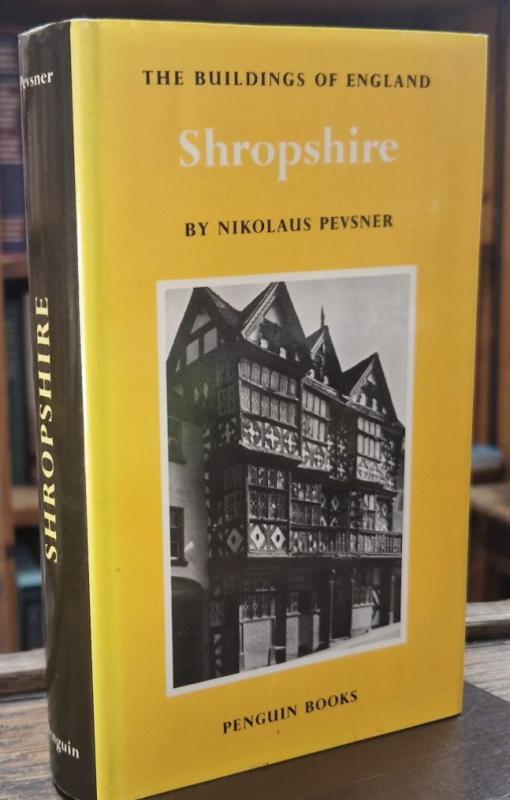 THE BUILDINGS OF ENGLAND
Shropshire
BY NIKOLAUS PEVSNER
PENGUIN BOOKS
Pevsner
SHROPSHIRE
Penguin